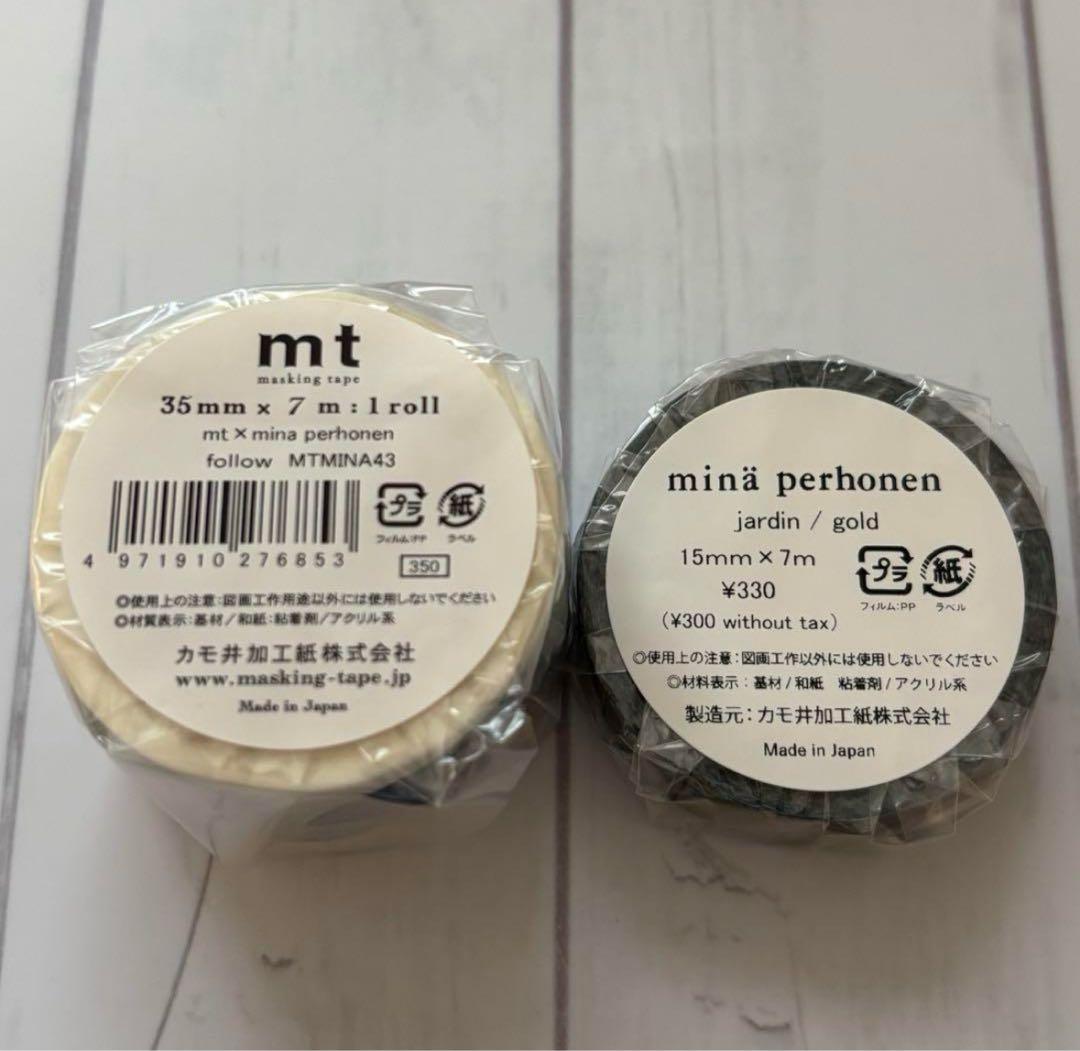 mt
masking tape
35mm × 7 m : 1 roll
mt×mina perhonen
follow MTMINA43
プラ
紙
フィルム:PP
ラベル
4 971910 276853
350
◎使用上の注意:図画工作用途以外には使用しないでください
◎材質表示:基材/和紙:粘着剤/アクリル系
カモ井加工紙株式会社
www.masking-tape.jp
Made in Japan
minä perhonen
jardin / gold
15mm×7m
¥330
(¥300 without tax)
プラ
紙
フィルム:PP
ラベル
◎使用上の注意:図画工作以外には使用しないでください
◎材料表示:基材/和紙 粘着剤/アクリル系
製造元:カモ井加工紙株式会社
Made in Japan